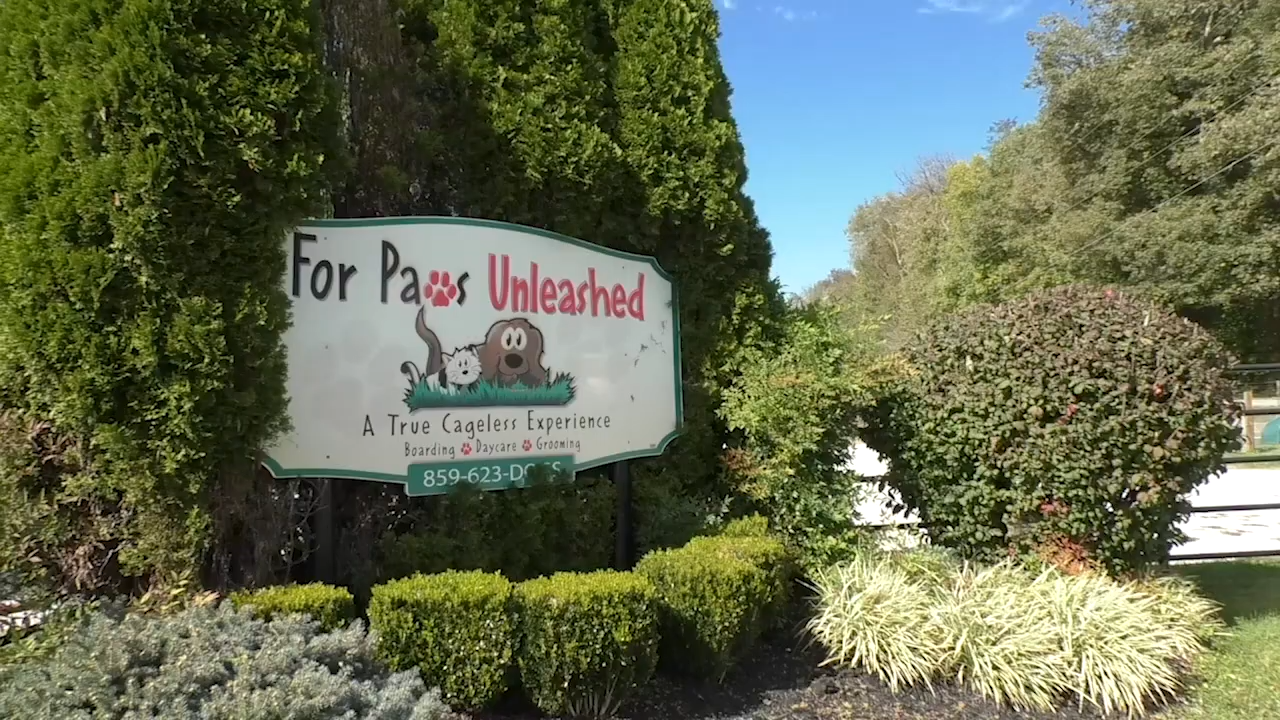 For Paws Unleashed
A True Cageless Experience
Boarding Daycare Grooming
859-623-DOGS